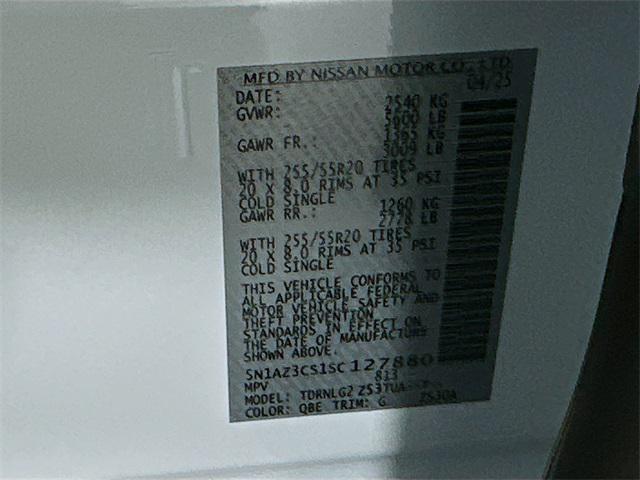 MFD BY NISSAN MOTOR CO., LTD
DATE: 04/25
GVWR: 2540 KG
5600 LB
GAWR FR.: 1365 KG
3009 LB
WITH 255/55R20 TIRES
20 X 8.0 RIMS AT 35 PSI
COLD SINGLE
GAWR RR.: 1260 KG
2778 LB
WITH 255/55R20 TIRES
20 X 8.0 RIMS AT 35 PSI
COLD SINGLE
THIS VEHICLE CONFORMS TO
ALL APPLICABLE FEDERAL
MOTOR VEHICLE SAFETY AND
THEFT PREVENTION
STANDARDS IN EFFECT ON
THE DATE OF MANUFACTURE
SHOWN ABOVE.
5N1AZ3CS1SC127880
MPV 813
MODEL: TDRNLG2 ZS3TUA
COLOR: QBE TRIM: G ZS30A